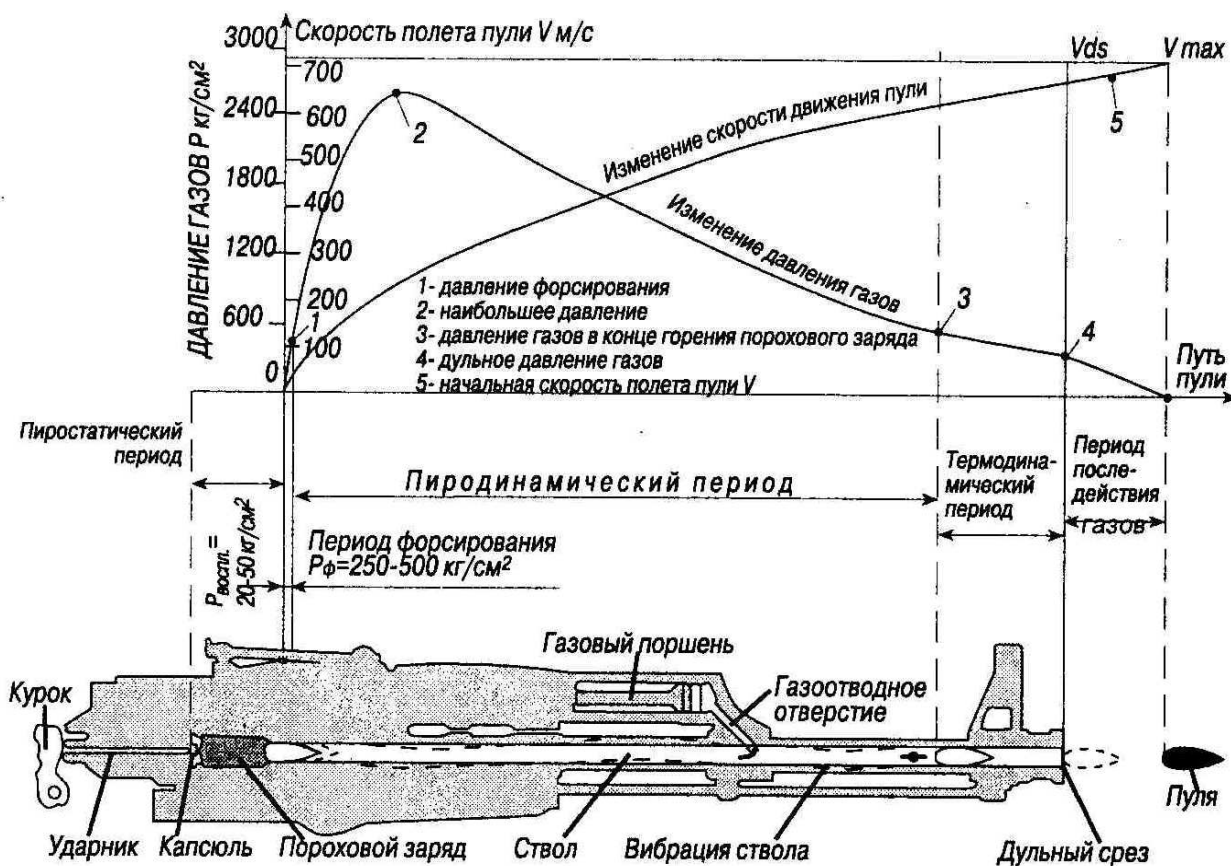 Скорость полета пули V м/с
ДАВЛЕНИЕ ГАЗОВ Р кг/см²
3000
2400
1800
1200
600
0
700
600
500
400
300
200
100
Vds
V max
1
2
3
4
5
Изменение скорости движения пули
Изменение давления газов
1- давление форсирования
2- наибольшее давление
3- давление газов в конце горения порохового заряда
4- дульное давление газов
5- начальная скорость полета пули V
Путь
пули
Пиростатический
период
Пиродинамический период
Термодина-
мический
период
Период
после-
действия
газов
Рвоспл. =
20-50 кг/см²
Период форсирования
Рф=250-500 кг/см²
Газовый поршень
Газоотводное
отверстие
Курок
Ударник
Капсюль
Пороховой заряд
Ствол
Вибрация ствола
Дульный срез
Пуля